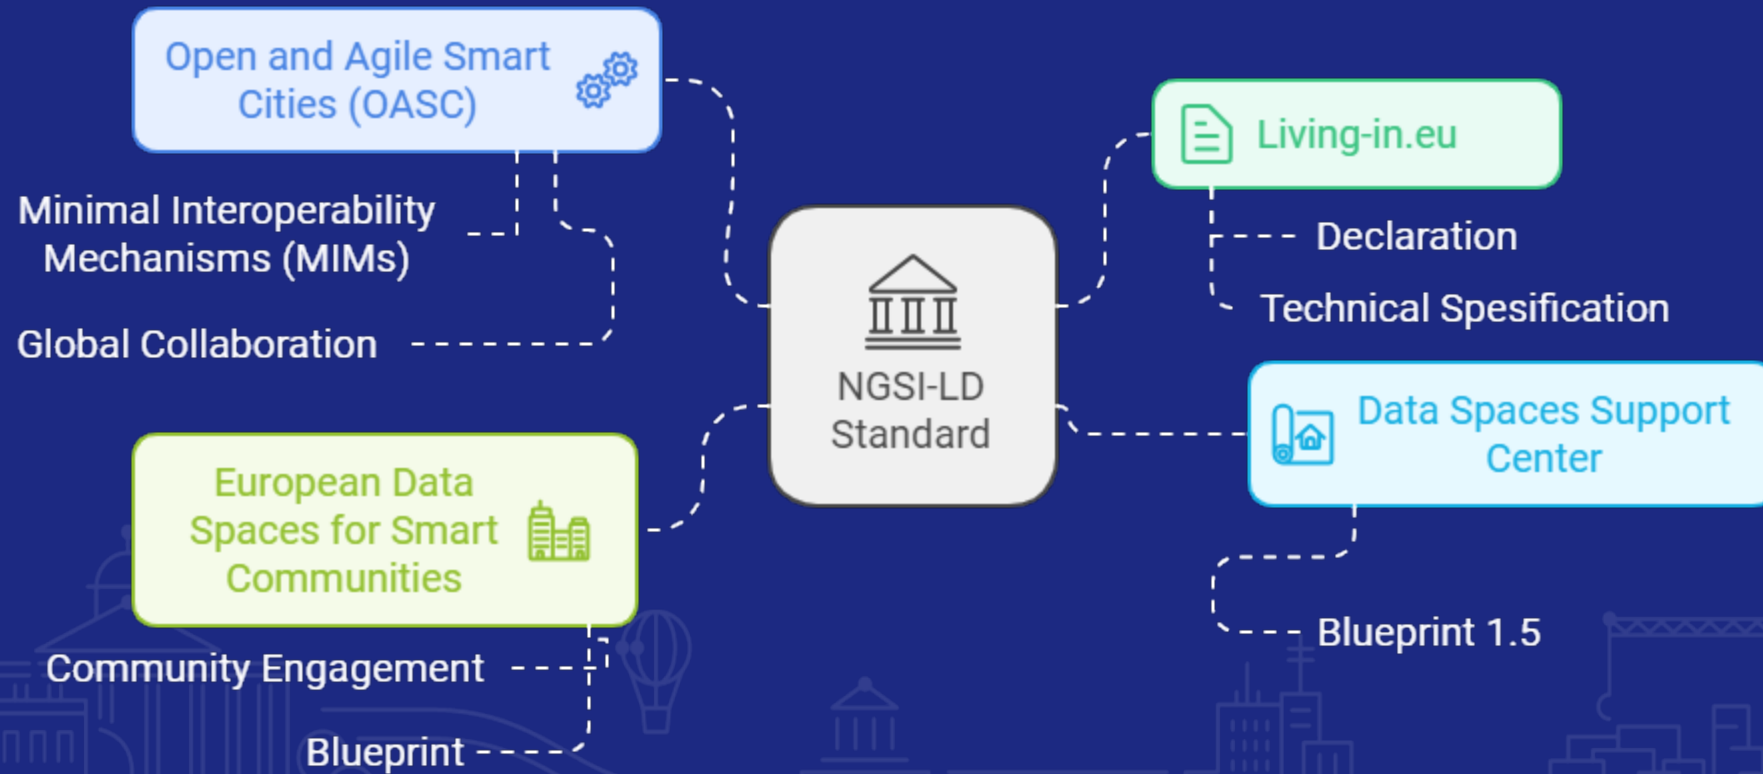 Open and Agile Smart
Cities (OASC)
Minimal Interoperability
Mechanisms (MIMs)
Global Collaboration
European Data
Spaces for Smart
Communities
Community Engagement
Blueprint
NGSI-LD
Standard
Living-in.eu
Declaration
Technical Spesification
Data Spaces Support
Center
Blueprint 1.5